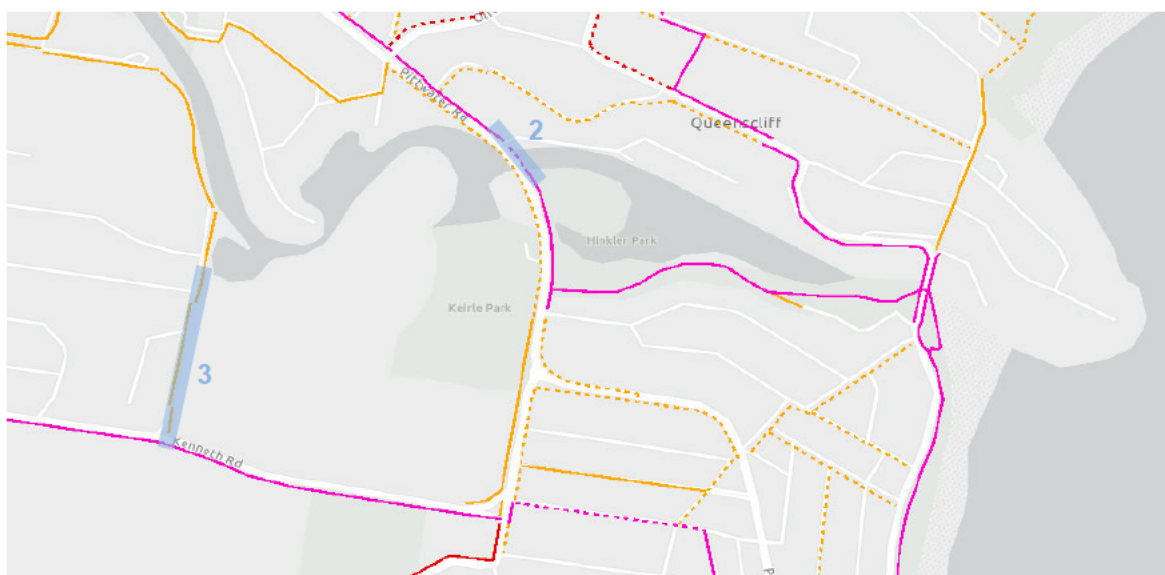 Pittwater Rd
2
Queenscliff
Hinkler Park
Keirle Park
3
Kenneth Rd